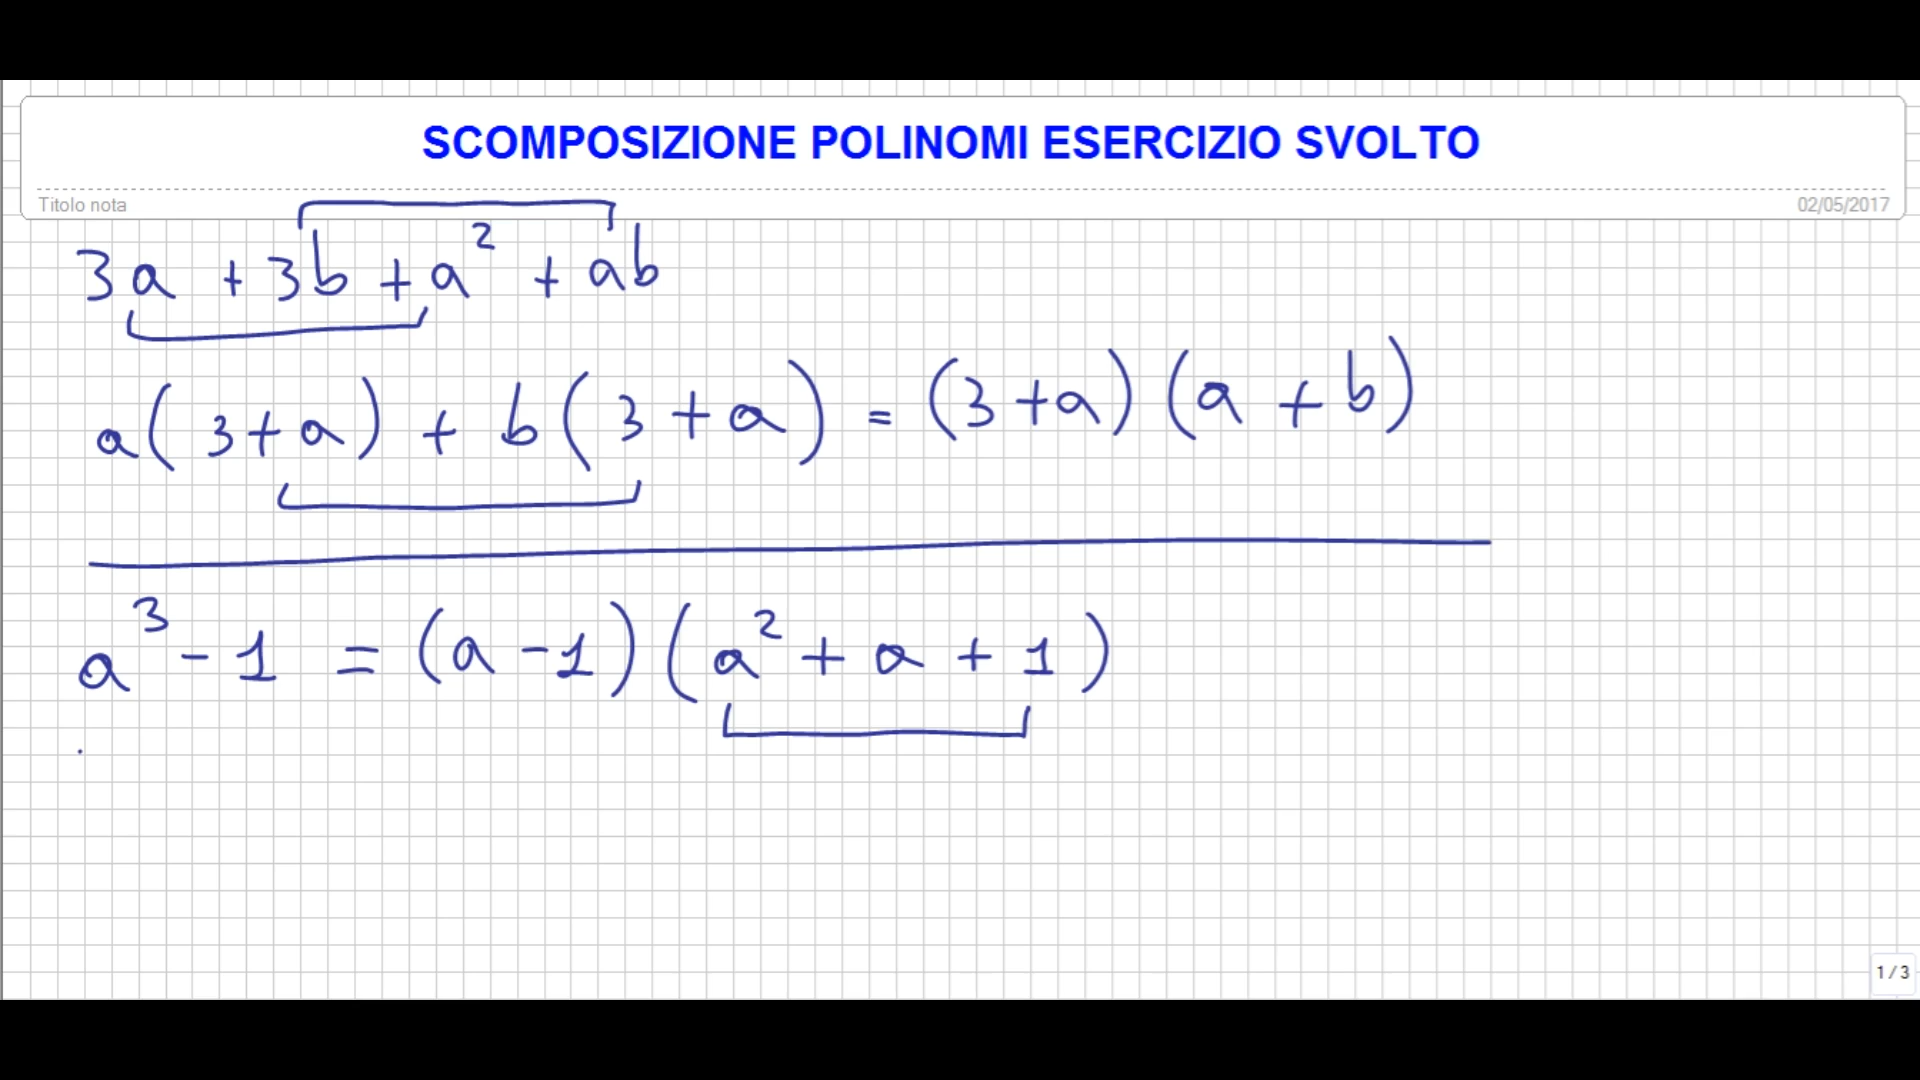 SCOMPOSIZIONE POLINOMI ESERCIZIO SVOLTO
Titolo nota 02/05/2017
3a + 3b + a² + ab
a(3+a) + b(3+a) = (3+a)(a+b)
a³ - 1 = (a-1)(a² + a + 1)
1 / 3